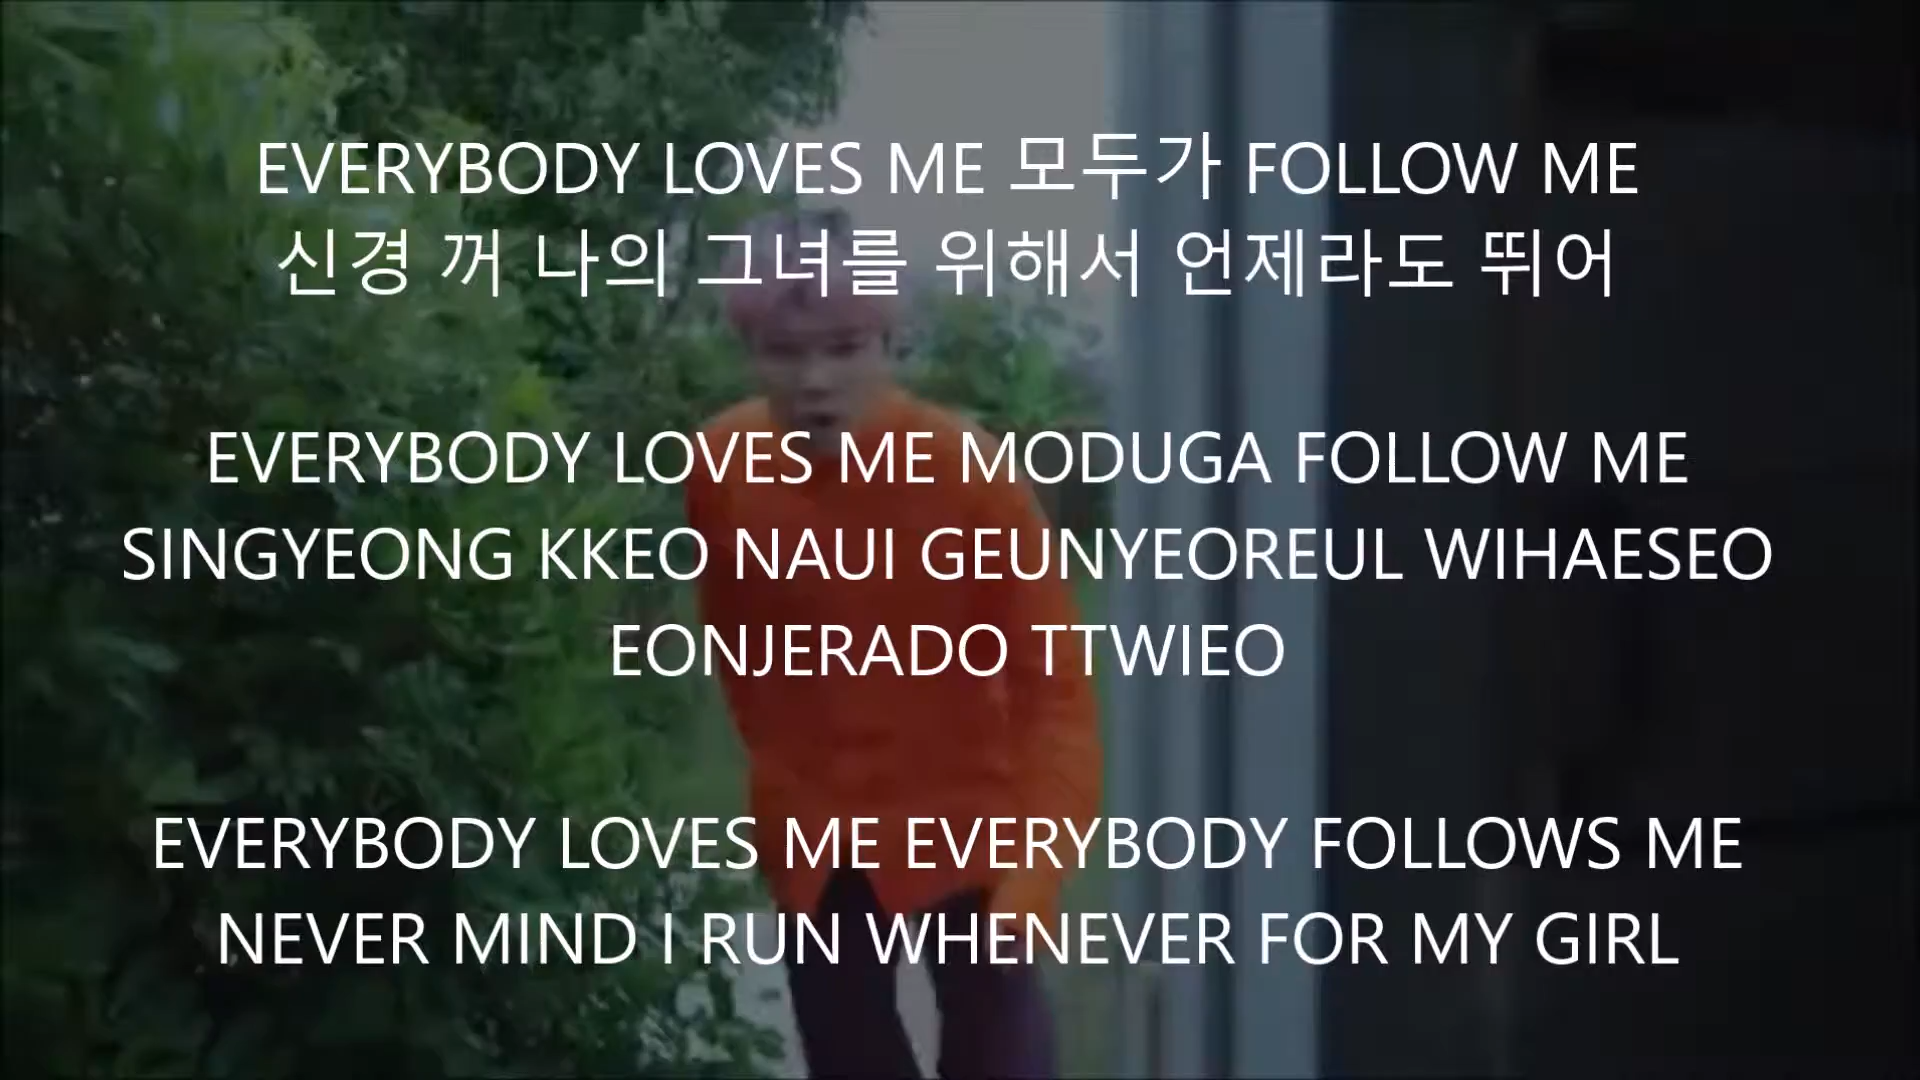 EVERYBODY LOVES ME 모두가 FOLLOW ME
신경 꺼 나의 그녀를 위해서 언제라도 뛰어
EVERYBODY LOVES ME MODUGA FOLLOW ME
SINGYEONG KKEO NAUI GEUNYEOREUL WIHAESEO
EONJERADO TTWIEO
EVERYBODY LOVES ME EVERYBODY FOLLOWS ME
NEVER MIND I RUN WHENEVER FOR MY GIRL